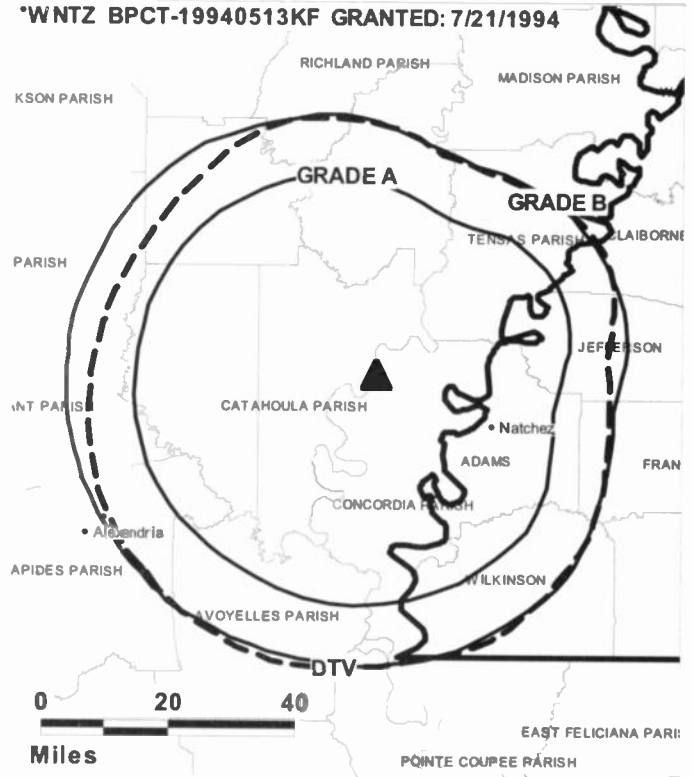 *WNTZ BPCT-19940513KF GRANTED: 7/21/1994
RICHLAND PARISH
MADISON PARISH
KSON PARISH
GRADE A
GRADE B
TENSAS PARISH
CLAIBORNE
PARISH
JEFFERSON
NT PARISH
CATAHOULA PARISH
Natchez
ADAMS
FRAN
CONCORDIA PARISH
Alexandria
APIDES PARISH
WILKINSON
AVOYELLES PARISH
DTV
0 20 40
Miles
EAST FELICIANA PARI
POINTE COUPEE PARISH